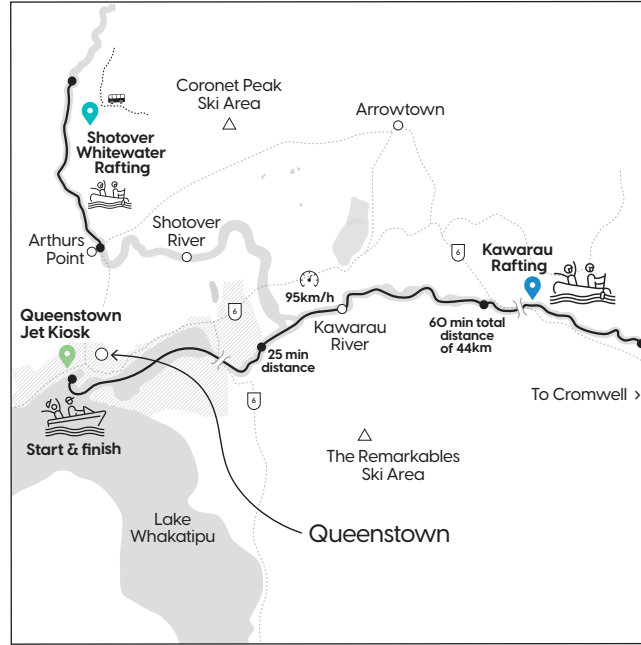 Coronet Peak
Ski Area
Arrowtown
Shotover
Whitewater
Rafting
Shotover
River
Arthurs
Point
6
Kawarau
Rafting
95km/h
Queenstown
Jet Kiosk
6
60 min total
distance
of 44km
Kawarau
River
25 min
distance
To Cromwell >
6
Start & finish
The Remarkables
Ski Area
Lake
Whakatipu
Queenstown